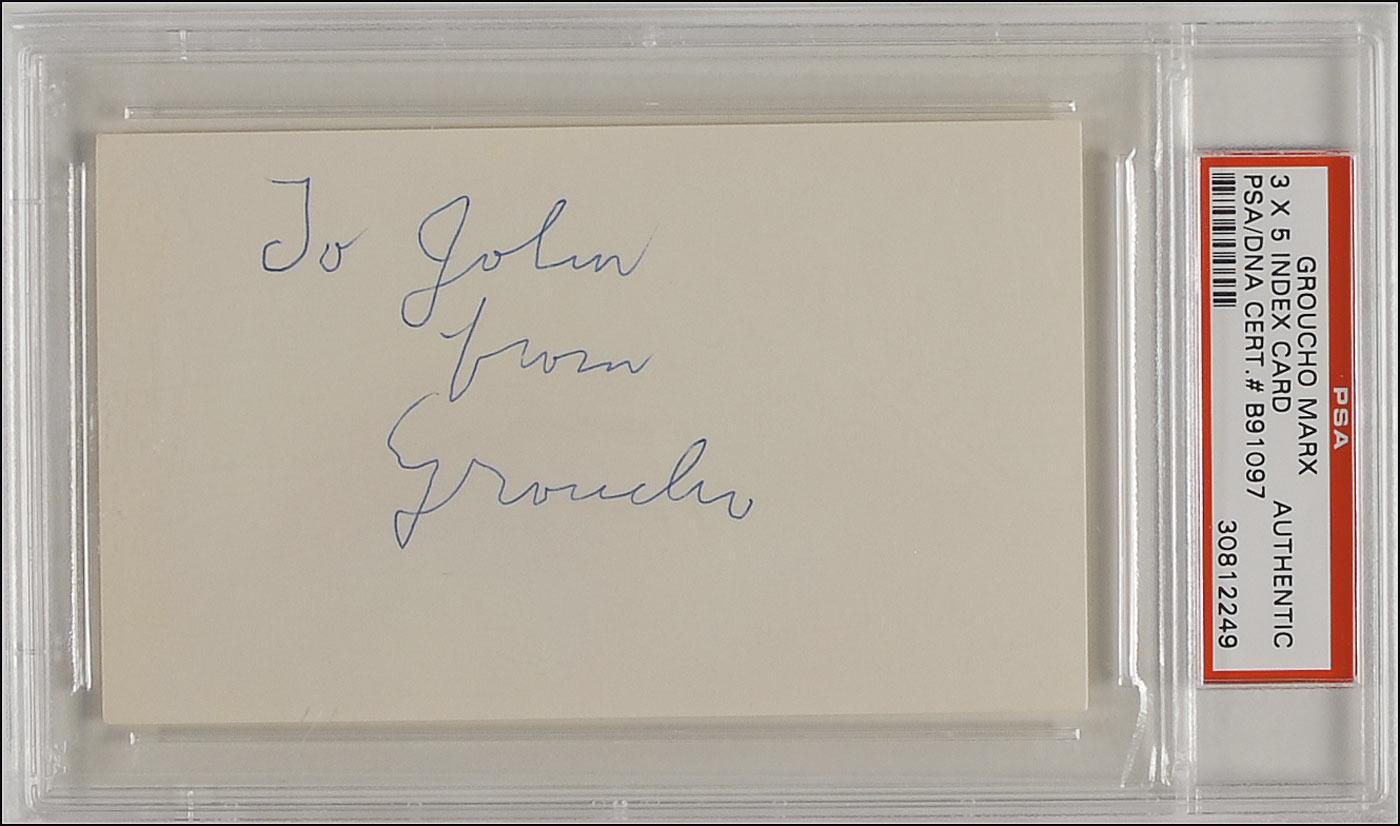 To John
from
Groucho
PSA
GROUCHO MARX
3 X 5 INDEX CARD AUTHENTIC
PSA/DNA CERT.# B91097
30812249